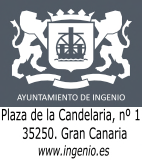 AYUNTAMIENTO DE INGENIO
Plaza de la Candelaria, nº 1
35250. Gran Canaria
www.ingenio.es